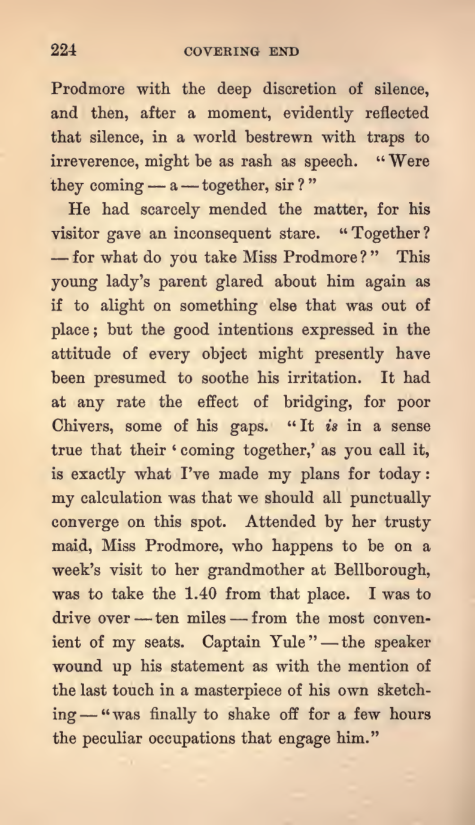 224
COVERING END
Prodmore with the deep discretion of silence,
and then, after a moment, evidently reflected
that silence, in a world bestrewn with traps to
irreverence, might be as rash as speech. “Were
they coming — a — together, sir?”
He had scarcely mended the matter, for his
visitor gave an inconsequent stare. “Together?
— for what do you take Miss Prodmore?” This
young lady’s parent glared about him again as
if to alight on something else that was out of
place; but the good intentions expressed in the
attitude of every object might presently have
been presumed to soothe his irritation. It had
at any rate the effect of bridging, for poor
Chivers, some of his gaps. “It is in a sense
true that their ‘coming together,’ as you call it,
is exactly what I’ve made my plans for today:
my calculation was that we should all punctually
converge on this spot. Attended by her trusty
maid, Miss Prodmore, who happens to be on a
week’s visit to her grandmother at Bellborough,
was to take the 1.40 from that place. I was to
drive over — ten miles — from the most conven-
ient of my seats. Captain Yule” — the speaker
wound up his statement as with the mention of
the last touch in a masterpiece of his own sketch-
ing — “was finally to shake off for a few hours
the peculiar occupations that engage him.”